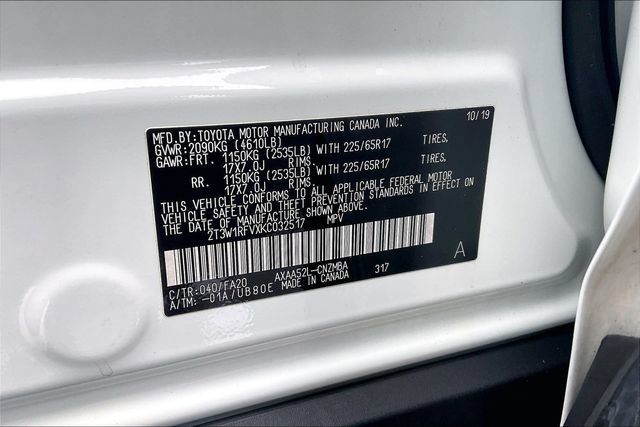 MFD.BY:TOYOTA MOTOR MANUFACTURING CANADA INC. 10/19
GVWR:2090KG (4610LB)
GAWR:FRT. 1150KG (2535LB) WITH 225/65R17 TIRES.
17X7.0J RIMS.
RR. 1150KG (2535LB) WITH 225/65R17 TIRES.
17X7.0J RIMS.
THIS VEHICLE CONFORMS TO ALL APPLICABLE FEDERAL MOTOR
VEHICLE SAFETY AND THEFT PREVENTION STANDARDS IN EFFECT ON
THE DATE OF MANUFACTURE SHOWN ABOVE.
2T3W1RFVXKC032517 MPV
A
C/TR:040/FA20 AXAA52L-CNZMBA 317
A/TM: -01A/UB80E MADE IN CANADA